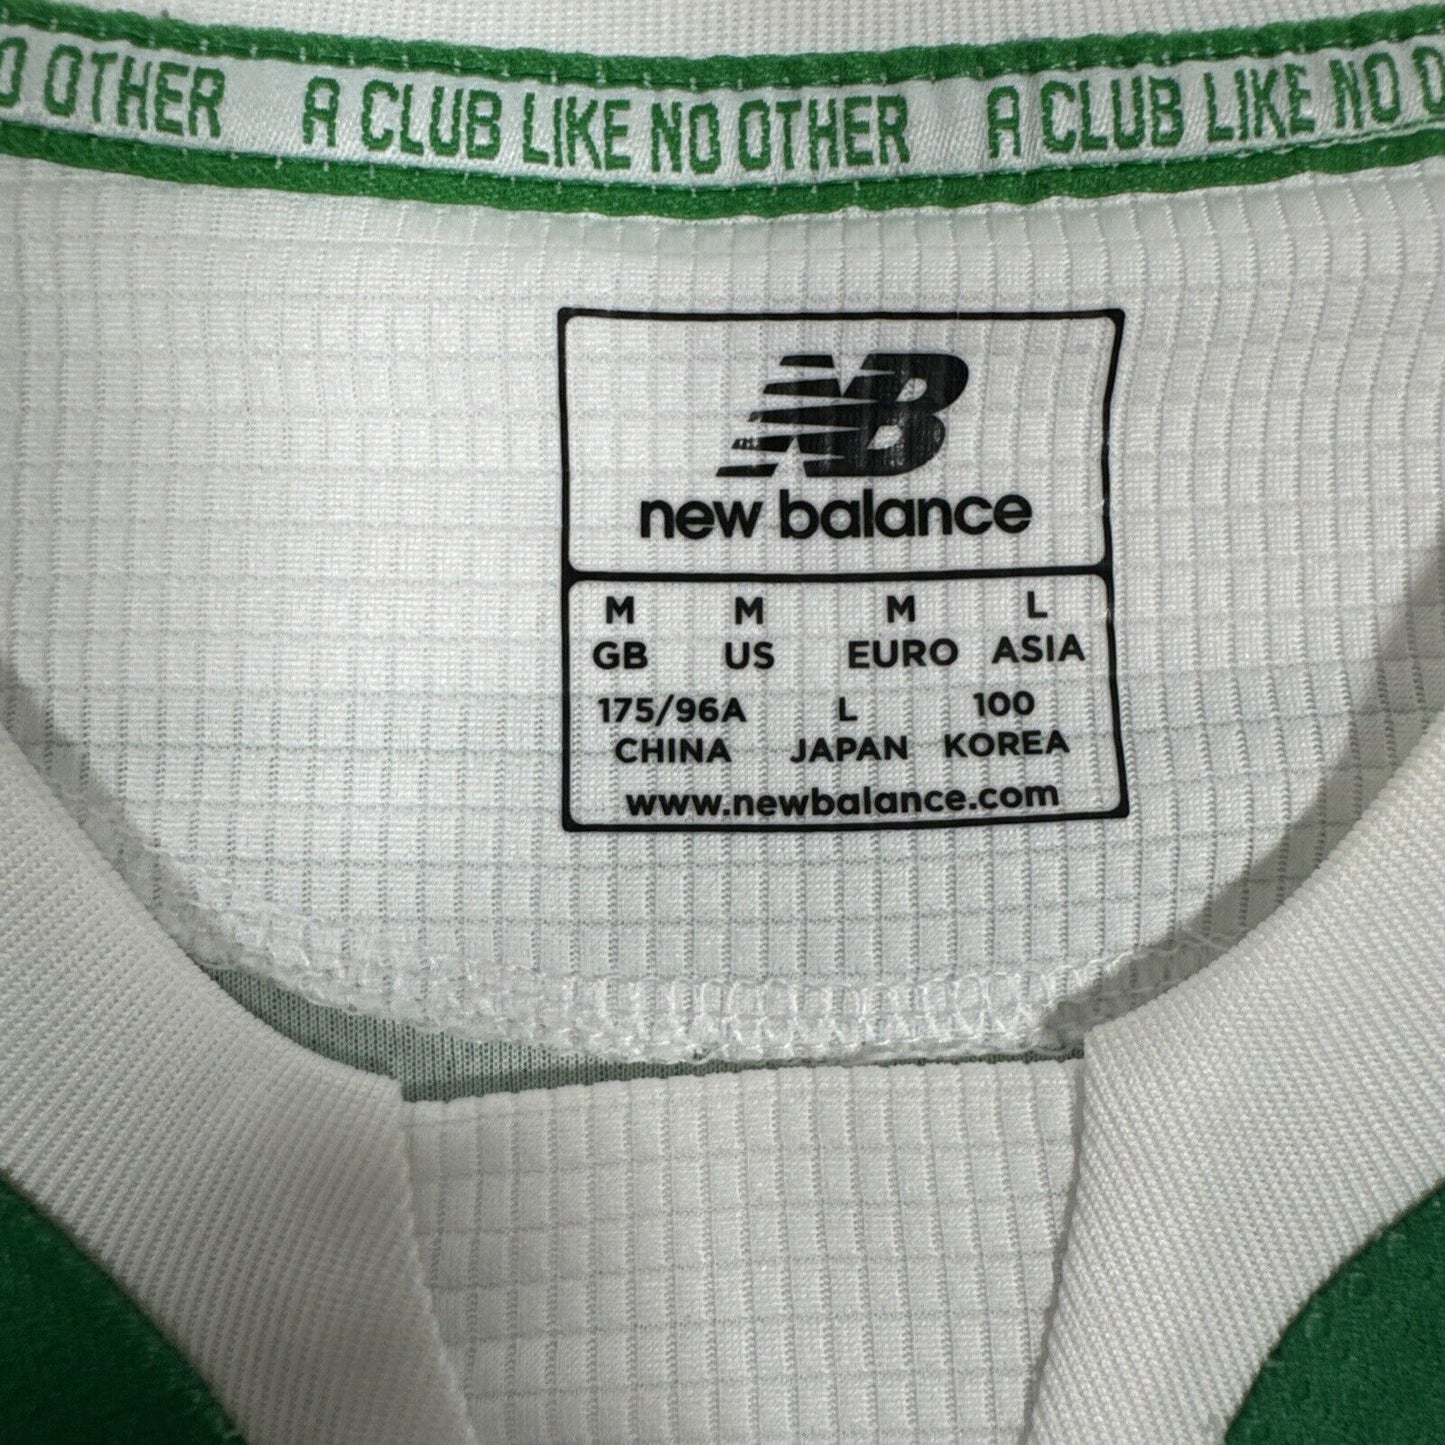 OTHER A CLUB LIKE NO OTHER A CLUB LIKE NO
NB
new balance
M M M L
GB US EURO ASIA
175/96A L 100
CHINA JAPAN KOREA
www.newbalance.com